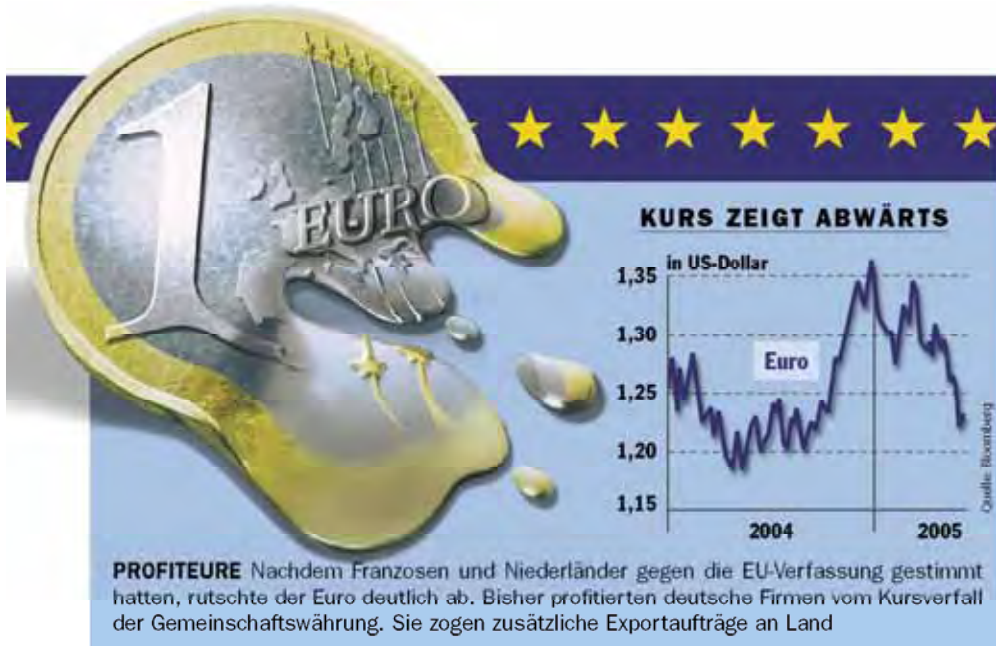 1
EURO
KURS ZEIGT ABWÄRTS
in US-Dollar
1,35
1,30
1,25
1,20
1,15
Euro
2004
2005
Quelle: Bloomberg
PROFITEURE Nachdem Franzosen und Niederländer gegen die EU-Verfassung gestimmt
hatten, rutschte der Euro deutlich ab. Bisher profitierten deutsche Firmen vom Kursverfall
der Gemeinschaftswährung. Sie zogen zusätzliche Exportaufträge an Land